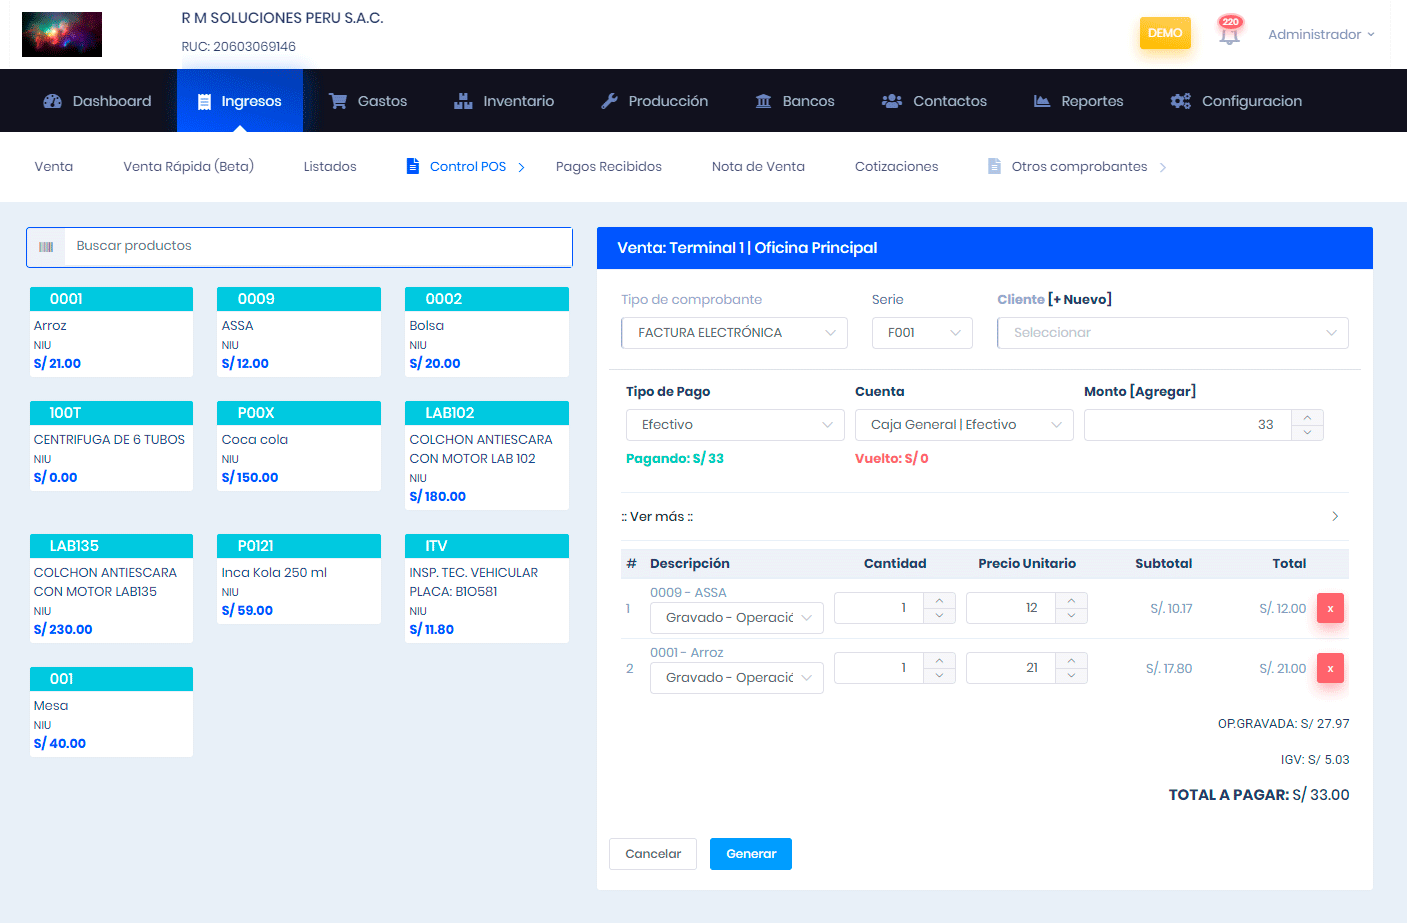 R M SOLUCIONES PERU S.A.C.
RUC: 20603069146
DEMO
220
Administrador
Dashboard
Ingresos
Gastos
Inventario
Producción
Bancos
Contactos
Reportes
Configuracion
Venta
Venta Rápida (Beta)
Listados
Control POS
Pagos Recibidos
Nota de Venta
Cotizaciones
Otros comprobantes
Buscar productos
0001
Arroz
NIU
S/ 21.00
0009
ASSA
NIU
S/ 12.00
0002
Bolsa
NIU
S/ 20.00
100T
CENTRIFUGA DE 6 TUBOS
NIU
S/ 0.00
P00X
Coca cola
NIU
S/ 150.00
LAB102
COLCHON ANTIESCARA
CON MOTOR LAB 102
NIU
S/ 180.00
LAB135
COLCHON ANTIESCARA
CON MOTOR LAB135
NIU
S/ 230.00
P0121
Inca Kola 250 ml
NIU
S/ 59.00
ITV
INSP. TEC. VEHICULAR
PLACA: B1O581
NIU
S/ 11.80
001
Mesa
NIU
S/ 40.00
Venta: Terminal 1 | Oficina Principal
Tipo de comprobante
FACTURA ELECTRÓNICA
Serie
F001
Cliente [+ Nuevo]
Seleccionar
Tipo de Pago
Efectivo
Pagando: S/ 33
Cuenta
Caja General | Efectivo
Vuelto: S/ 0
Monto [Agregar]
33
:: Ver más ::
# Descripción Cantidad Precio Unitario Subtotal Total
0009 - ASSA
1 Gravado - Operació 1 12 S/. 10.17 S/. 12.00 x
0001 - Arroz
2 Gravado - Operació 1 21 S/. 17.80 S/. 21.00 x
OP.GRAVADA: S/ 27.97
IGV: S/ 5.03
TOTAL A PAGAR: S/ 33.00
Cancelar
Generar